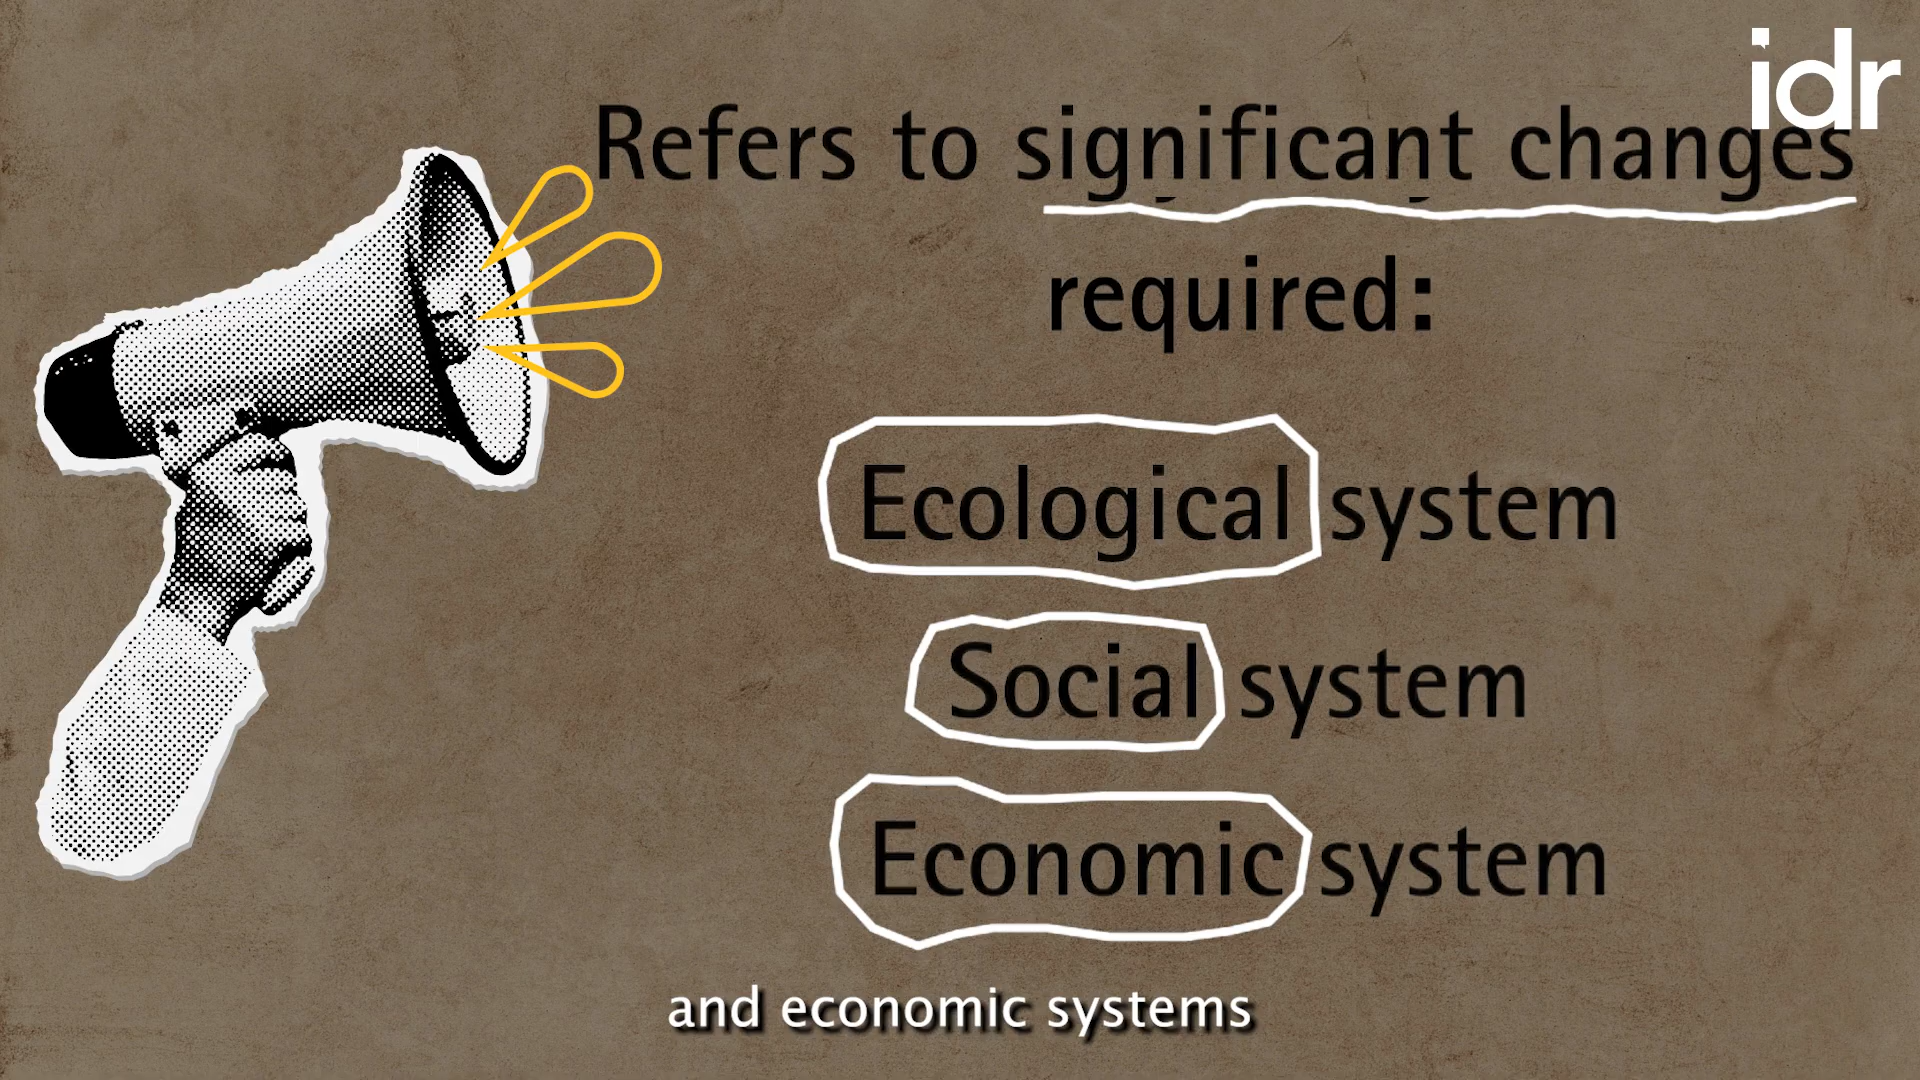 idr
Refers to significant changes
required:
Ecological system
Social system
Economic system
and economic systems